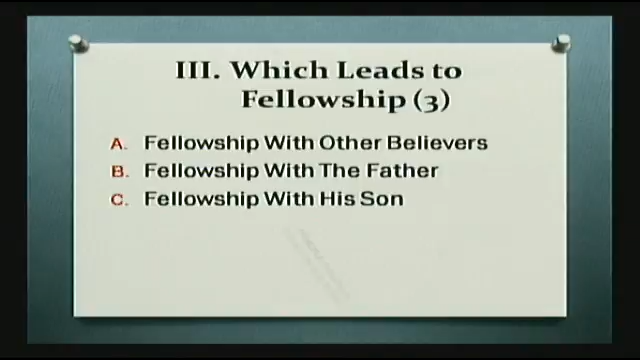 III. Which Leads to
Fellowship (3)
A. Fellowship With Other Believers
B. Fellowship With The Father
C. Fellowship With His Son